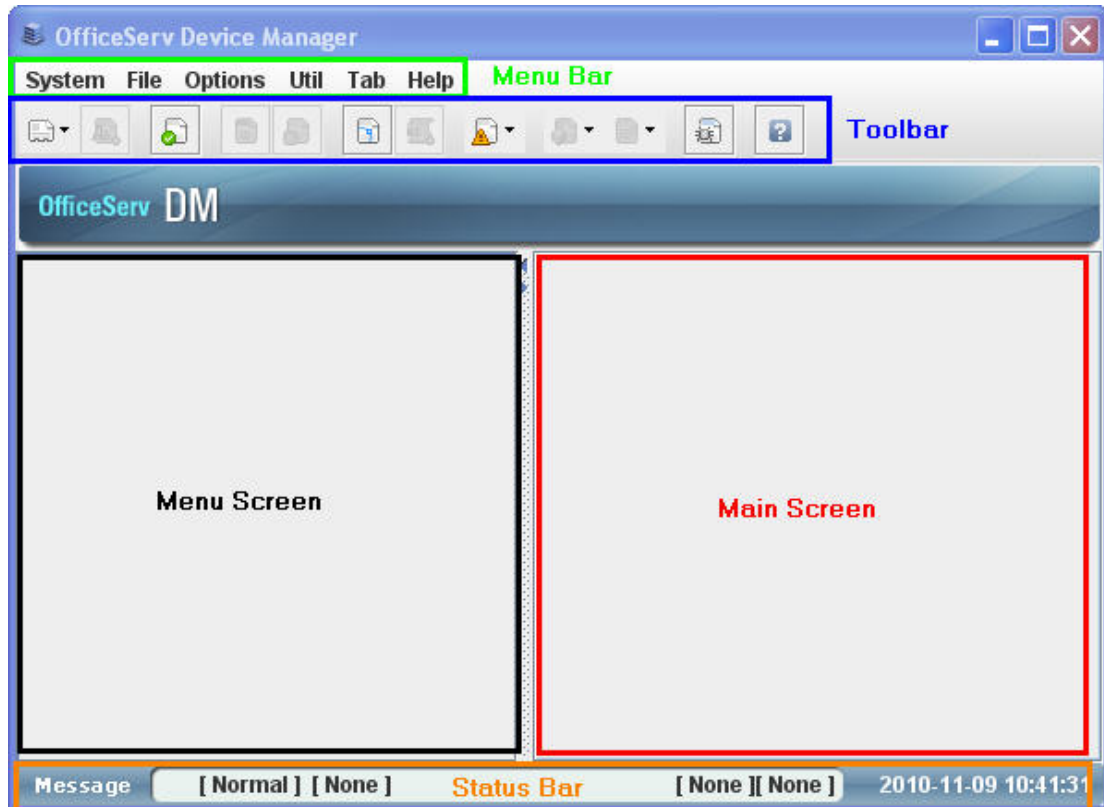 OfficeServ Device Manager
System File Options Util Tab Help Menu Bar
Toolbar
OfficeServ DM
Menu Screen
Main Screen
Message [ Normal ] [ None ] Status Bar [ None ][ None ] 2010-11-09 10:41:31